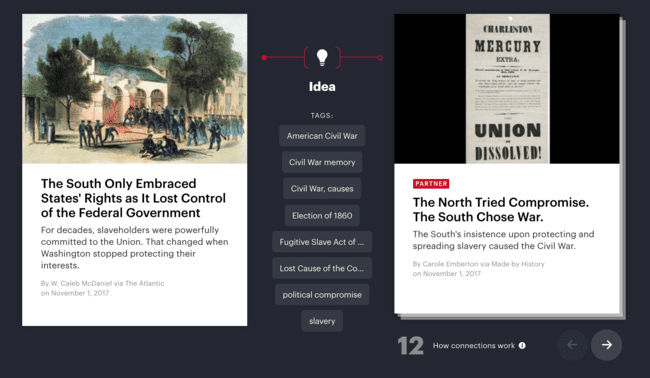 The South Only Embraced
States' Rights as It Lost Control
of the Federal Government
For decades, slaveholders were powerfully
committed to the Union. That changed when
Washington stopped protecting their
interests.
By W. Caleb McDaniel via The Atlantic
on November 1, 2017
Idea
TAGS:
American Civil War
Civil War memory
Civil War, causes
Election of 1860
Fugitive Slave Act of ...
Lost Cause of the Co...
political compromise
slavery
CHARLESTON
MERCURY
EXTRA:
UNION
DISSOLVED!
PARTNER
The North Tried Compromise.
The South Chose War.
The South's insistence upon protecting and
spreading slavery caused the Civil War.
By Carole Emberton via Made by History
on November 1, 2017
12 How connections work